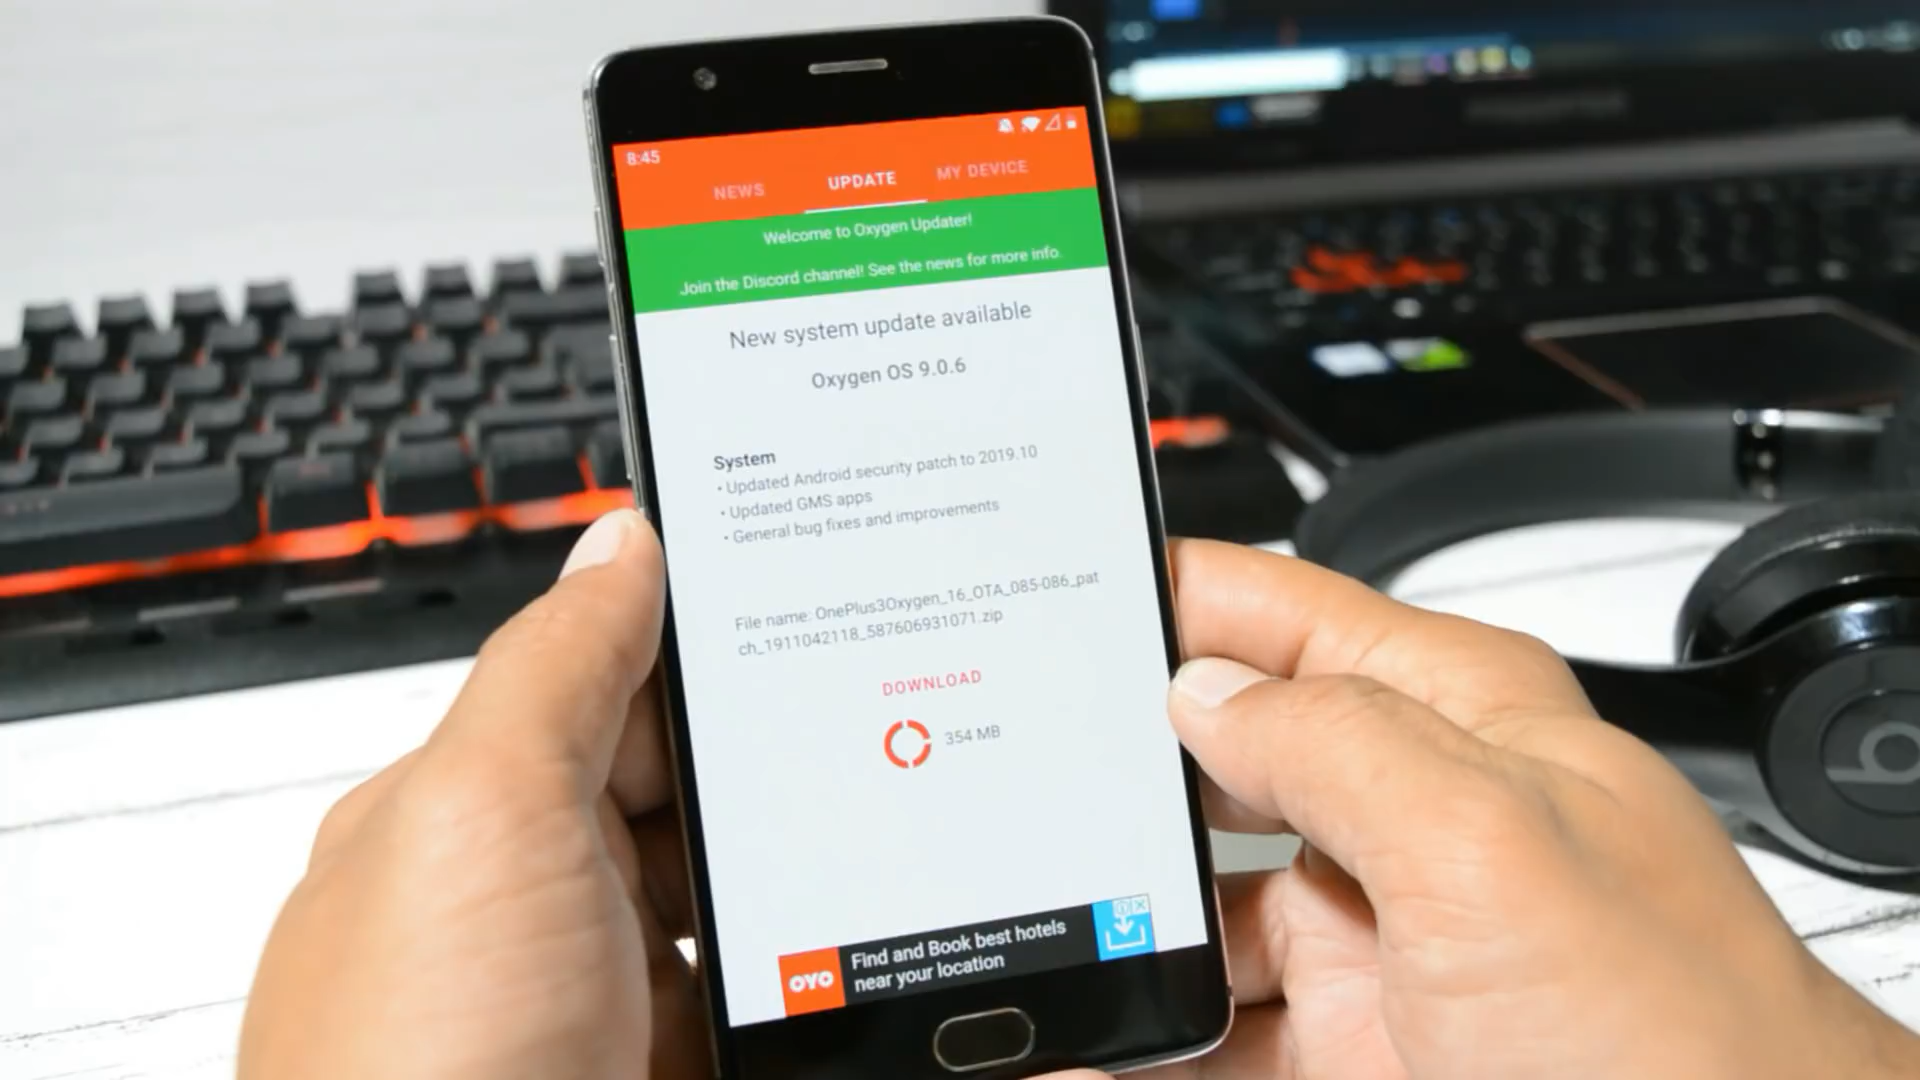 8:45
NEWS UPDATE MY DEVICE
Welcome to Oxygen Updater!
Join the Discord channel! See the news for more info.
New system update available
Oxygen OS 9.0.6
System
• Updated Android security patch to 2019.10
• Updated GMS apps
• General bug fixes and improvements
File name: OnePlus3Oxygen_16_OTA_085-086_pat
ch_1911042118_587606931071.zip
DOWNLOAD
354 MB
OYO
Find and Book best hotels
near your location
b